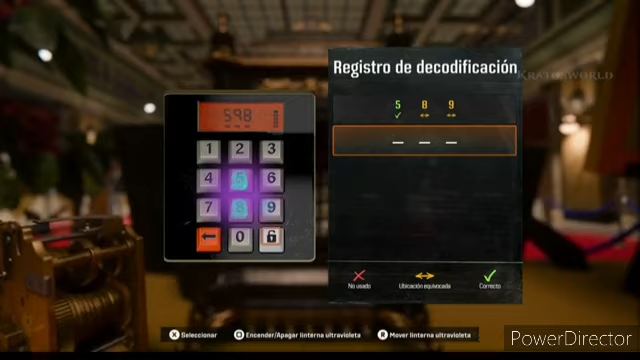 Registro de decodificación
KRATOSWORLD
5 8 9
598
1 2 3
4 5 6
7 8 9
0
No usado
Ubicación equivocada
Correcto
X Seleccionar
Encender/Apagar linterna ultravioleta
R Mover linterna ultravioleta
PowerDirector